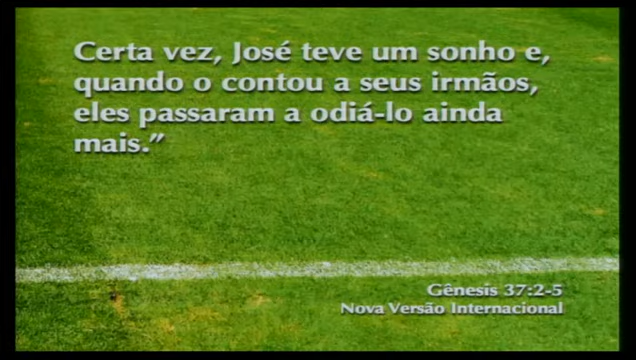 Certa vez, José teve um sonho e,
quando o contou a seus irmãos,
eles passaram a odiá-lo ainda
mais.”
Gênesis 37:2-5
Nova Versão Internacional